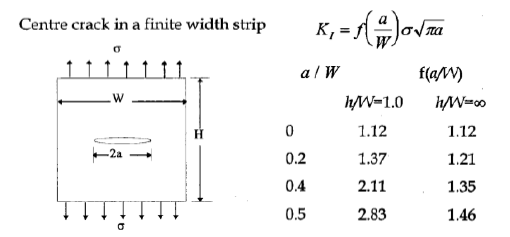 Centre crack in a finite width strip
K_I = f(a/W)σ√πa
σ
W
H
2a
σ
a / W f(a/W)
h/W=1.0 h/W=∞
0 1.12 1.12
0.2 1.37 1.21
0.4 2.11 1.35
0.5 2.83 1.46